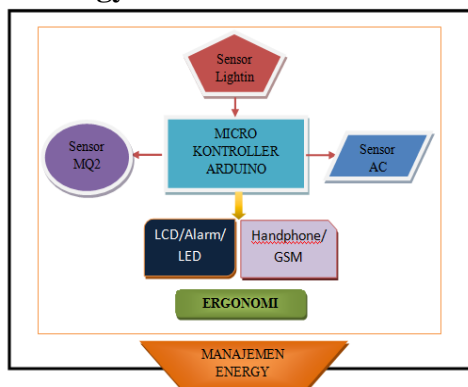 Sensor
Lightin
MICRO
KONTROLLER
ARDUINO
Sensor
MQ2
Sensor
AC
LCD/Alarm/
LED
Handphone/
GSM
ERGONOMI
MANAJEMEN
ENERGY